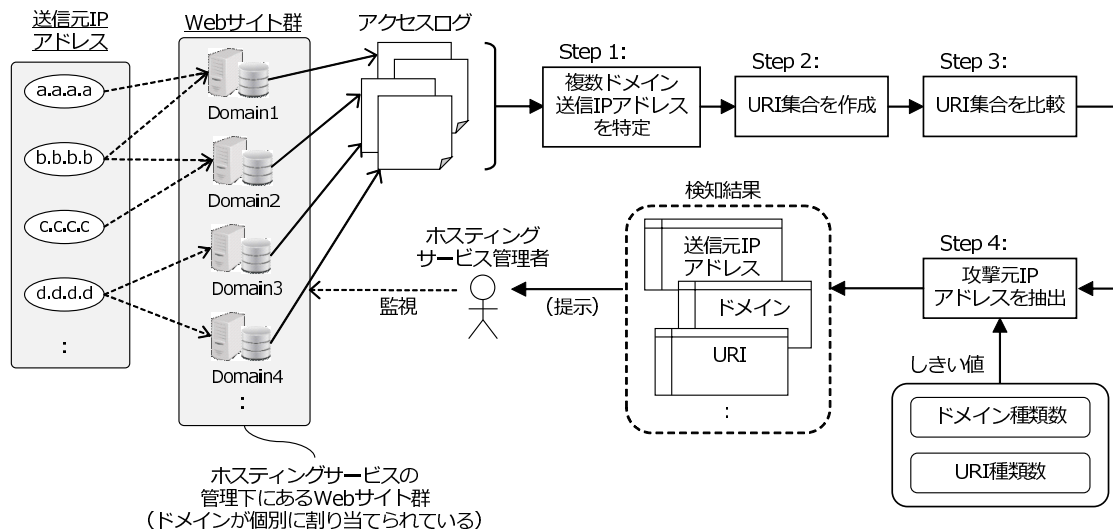 送信元IP
アドレス
a.a.a.a
b.b.b.b
c.c.c.c
d.d.d.d
:
Webサイト群
Domain1
Domain2
Domain3
Domain4
:
アクセスログ
Step 1:
複数ドメイン
送信IPアドレス
を特定
Step 2:
URI集合を作成
Step 3:
URI集合を比較
Step 4:
攻撃元IP
アドレスを抽出
しきい値
ドメイン種類数
URI種類数
検知結果
送信元IP
アドレス
ドメイン
URI
:
(提示)
ホスティング
サービス管理者
監視
ホスティングサービスの
管理下にあるWebサイト群
(ドメインが個別に割り当てられている)